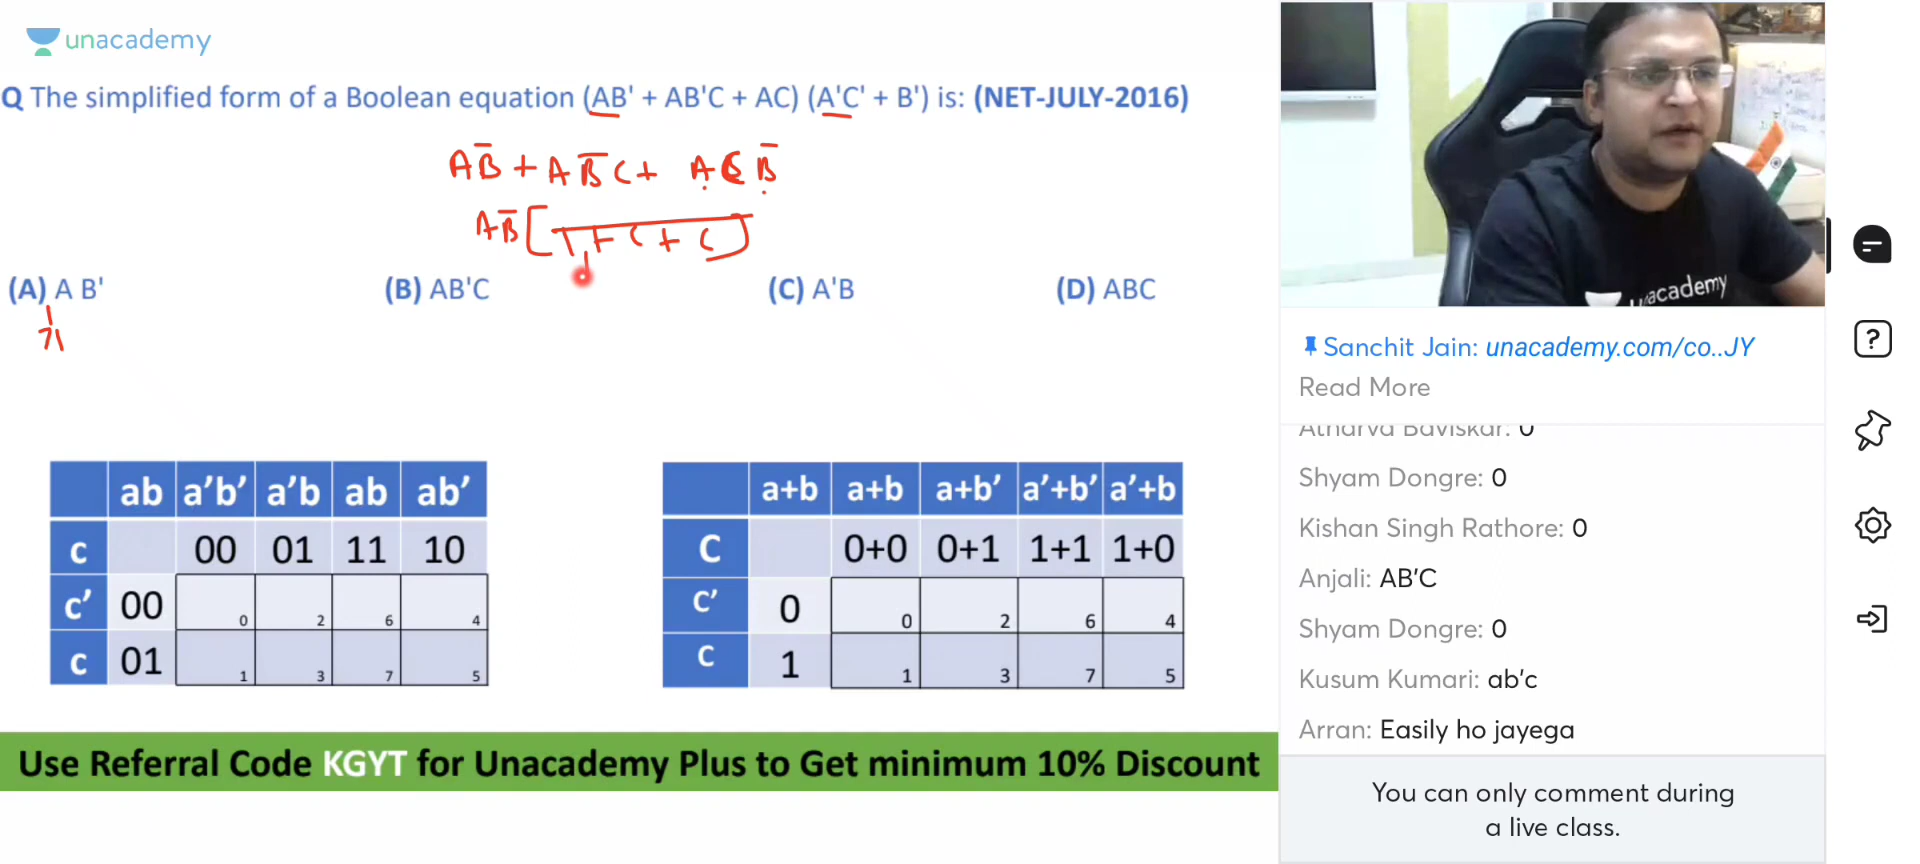 unacademy
Q The simplified form of a Boolean equation (AB' + AB'C + AC) (A'C' + B') is: (NET-JULY-2016)
AB̅ + AB̅C + ACB̅
AB̅ [1 + C + C]
(A) A B' (B) AB'C (C) A'B (D) ABC
ab a'b' a'b ab ab'
c 00 01 11 10
c' 00 0 2 6 4
c 01 1 3 7 5
a+b a+b a+b' a'+b' a'+b
C 0+0 0+1 1+1 1+0
C' 0 0 2 6 4
C 1 1 3 7 5
Use Referral Code KGYT for Unacademy Plus to Get minimum 10% Discount
unacademy
Sanchit Jain: unacademy.com/co..JY
Read More
Atharva Baviskar: 0
Shyam Dongre: 0
Kishan Singh Rathore: 0
Anjali: AB'C
Shyam Dongre: 0
Kusum Kumari: ab'c
Arran: Easily ho jayega
You can only comment during
a live class.